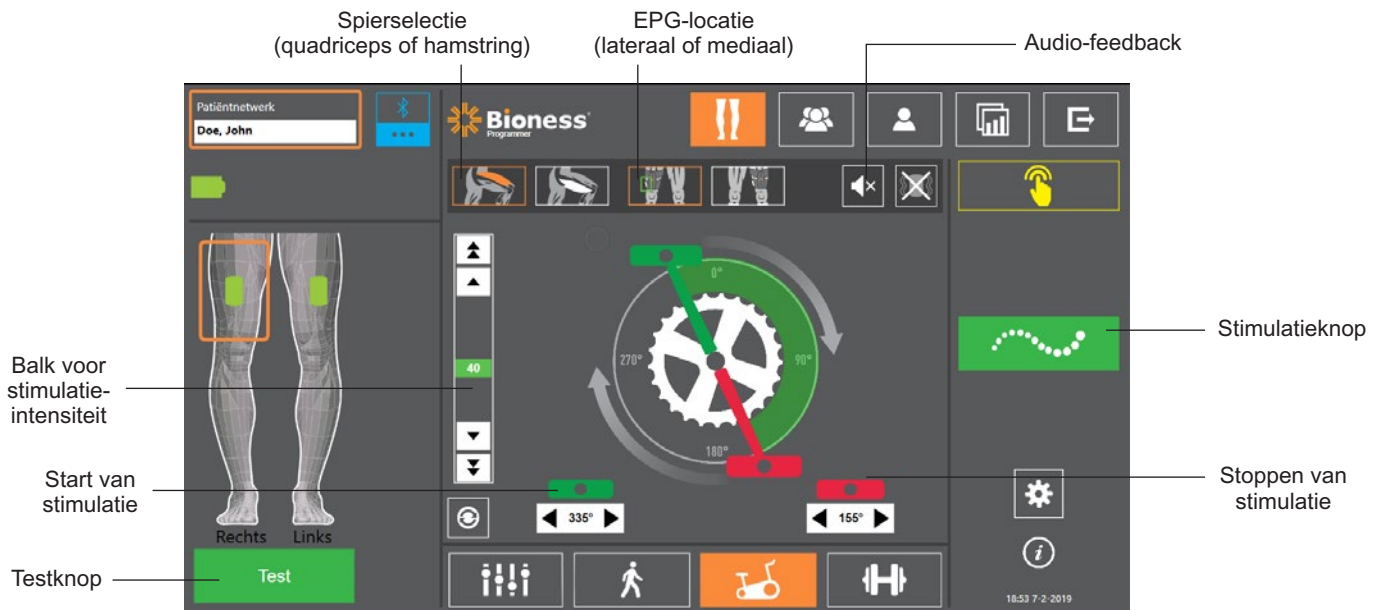 Spierselectie
(quadriceps of hamstring)
EPG-locatie
(lateraal of mediaal)
Audio-feedback
Patiëntnetwerk
Doe, John
Bioness
Programmer
0°
90°
180°
270°
40
Balk voor
stimulatie-
intensiteit
Stimulatieknop
Start van
stimulatie
Stoppen van
stimulatie
335°
155°
Rechts Links
Testknop
Test
18:53 7-2-2019